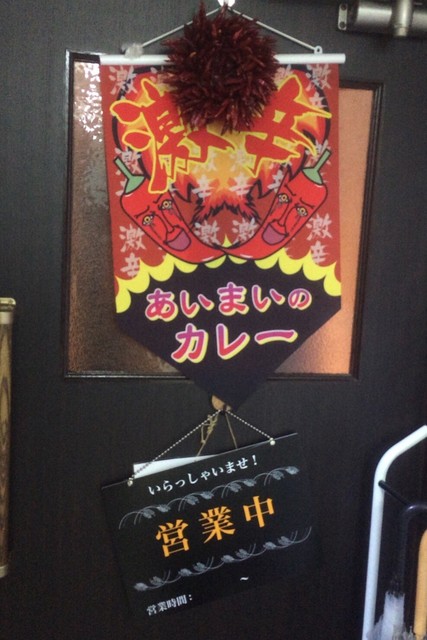 激辛
あいまいの
カレー
いらっしゃいませ！
営業中
営業時間： ～